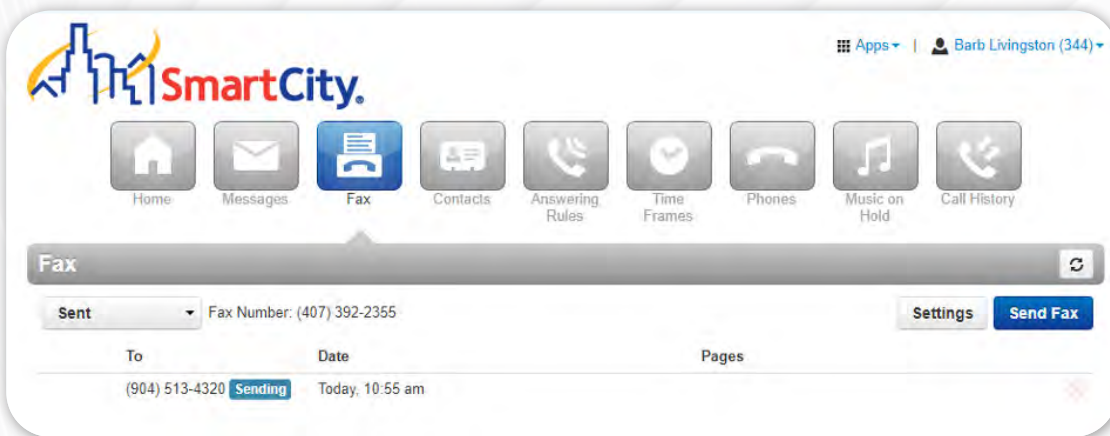 Apps | Barb Livingston (344)
SmartCity®
Home Messages Fax Contacts Answering Rules Time Frames Phones Music on Hold Call History
Fax
Sent Fax Number: (407) 392-2355 Settings Send Fax
To Date Pages
(904) 513-4320 Sending Today, 10:55 am